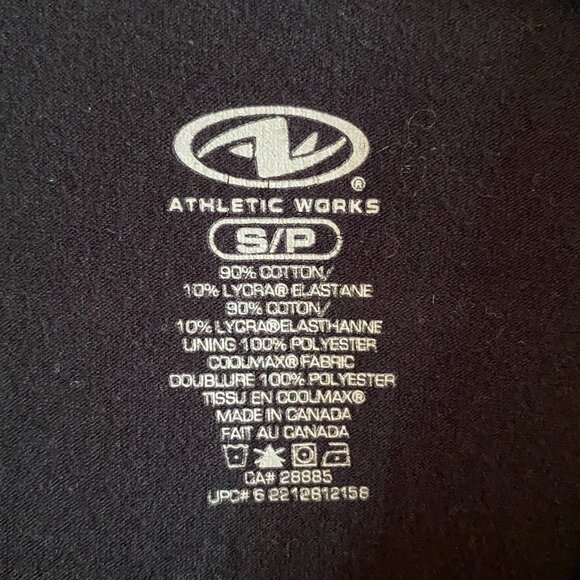 ATHLETIC WORKS
S/P
90% COTTON/
10% LYCRA® ELASTANE
90% COTON/
10% LYCRA®ELASTHANNE
LINING 100% POLYESTER
COOLMAX® FABRIC
DOUBLURE 100% POLYESTER
TISSU EN COOLMAX®
MADE IN CANADA
FAIT AU CANADA
CA# 28885
UPC# 6 2212812158